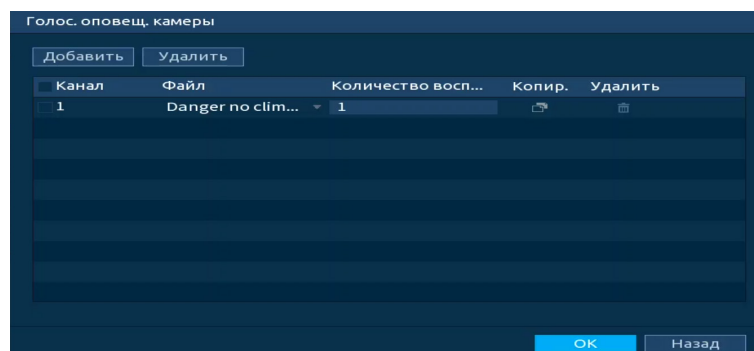 Голос. оповещ. камеры
Добавить Удалить
Канал Файл Количество восп... Копир. Удалить
1 Danger no clim... 1
OK Назад